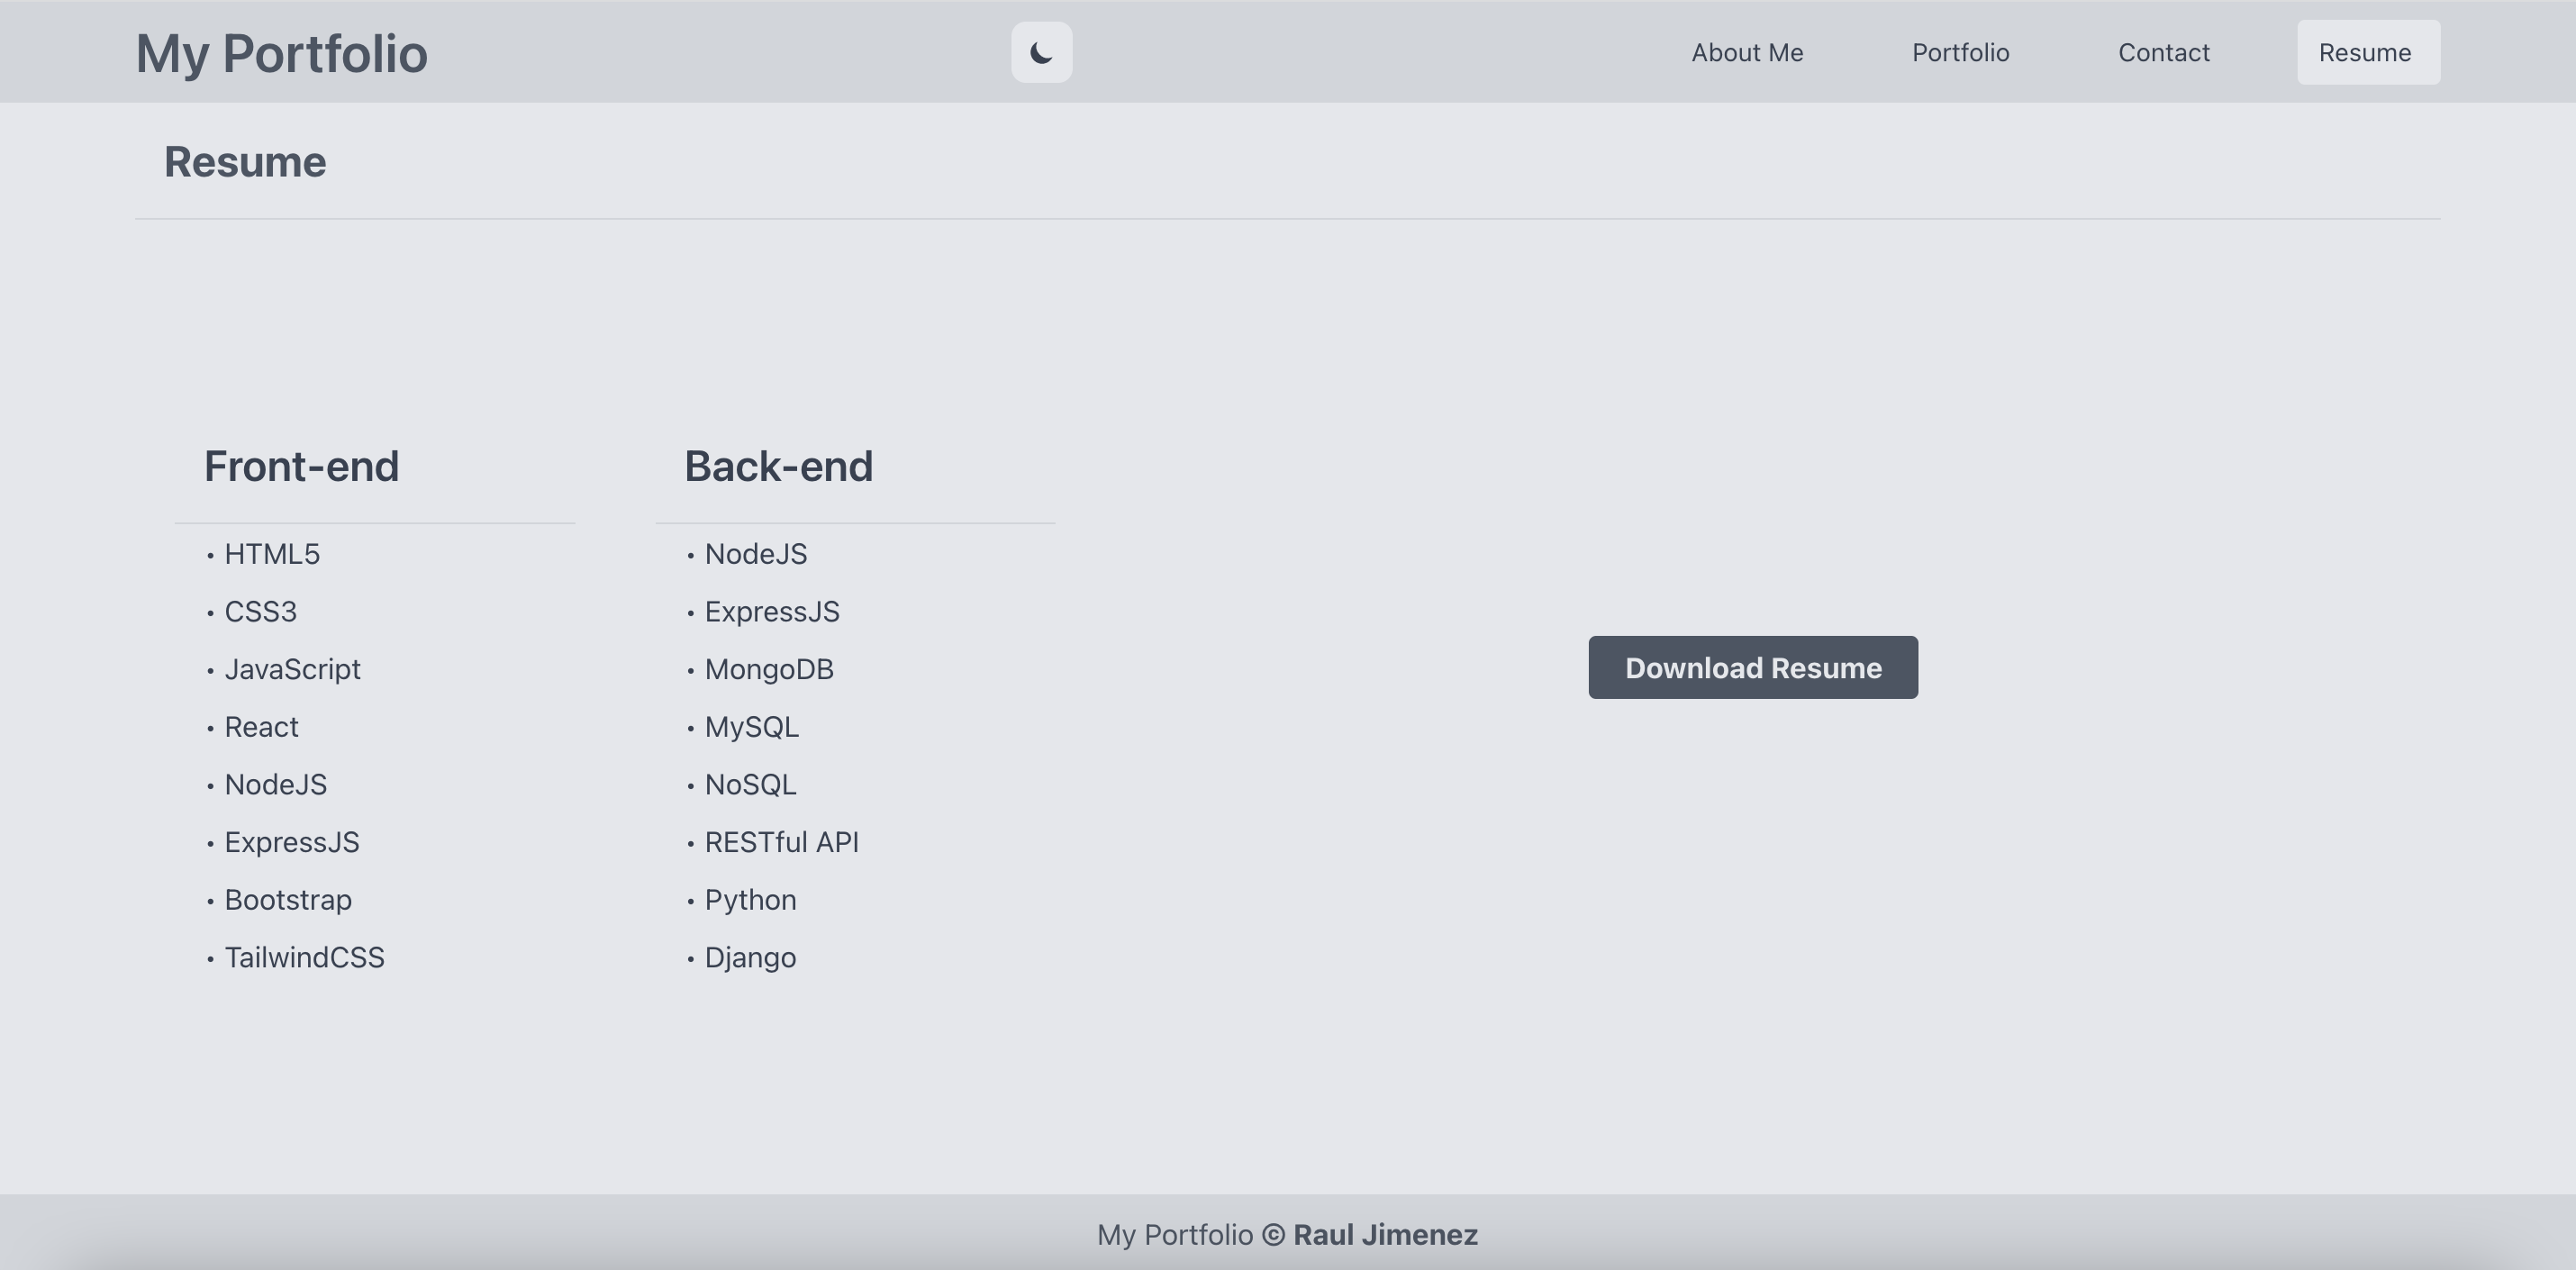 My Portfolio
About Me
Portfolio
Contact
Resume
Resume
Front-end
• HTML5
• CSS3
• JavaScript
• React
• NodeJS
• ExpressJS
• Bootstrap
• TailwindCSS
Back-end
• NodeJS
• ExpressJS
• MongoDB
• MySQL
• NoSQL
• RESTful API
• Python
• Django
Download Resume
My Portfolio © Raul Jimenez